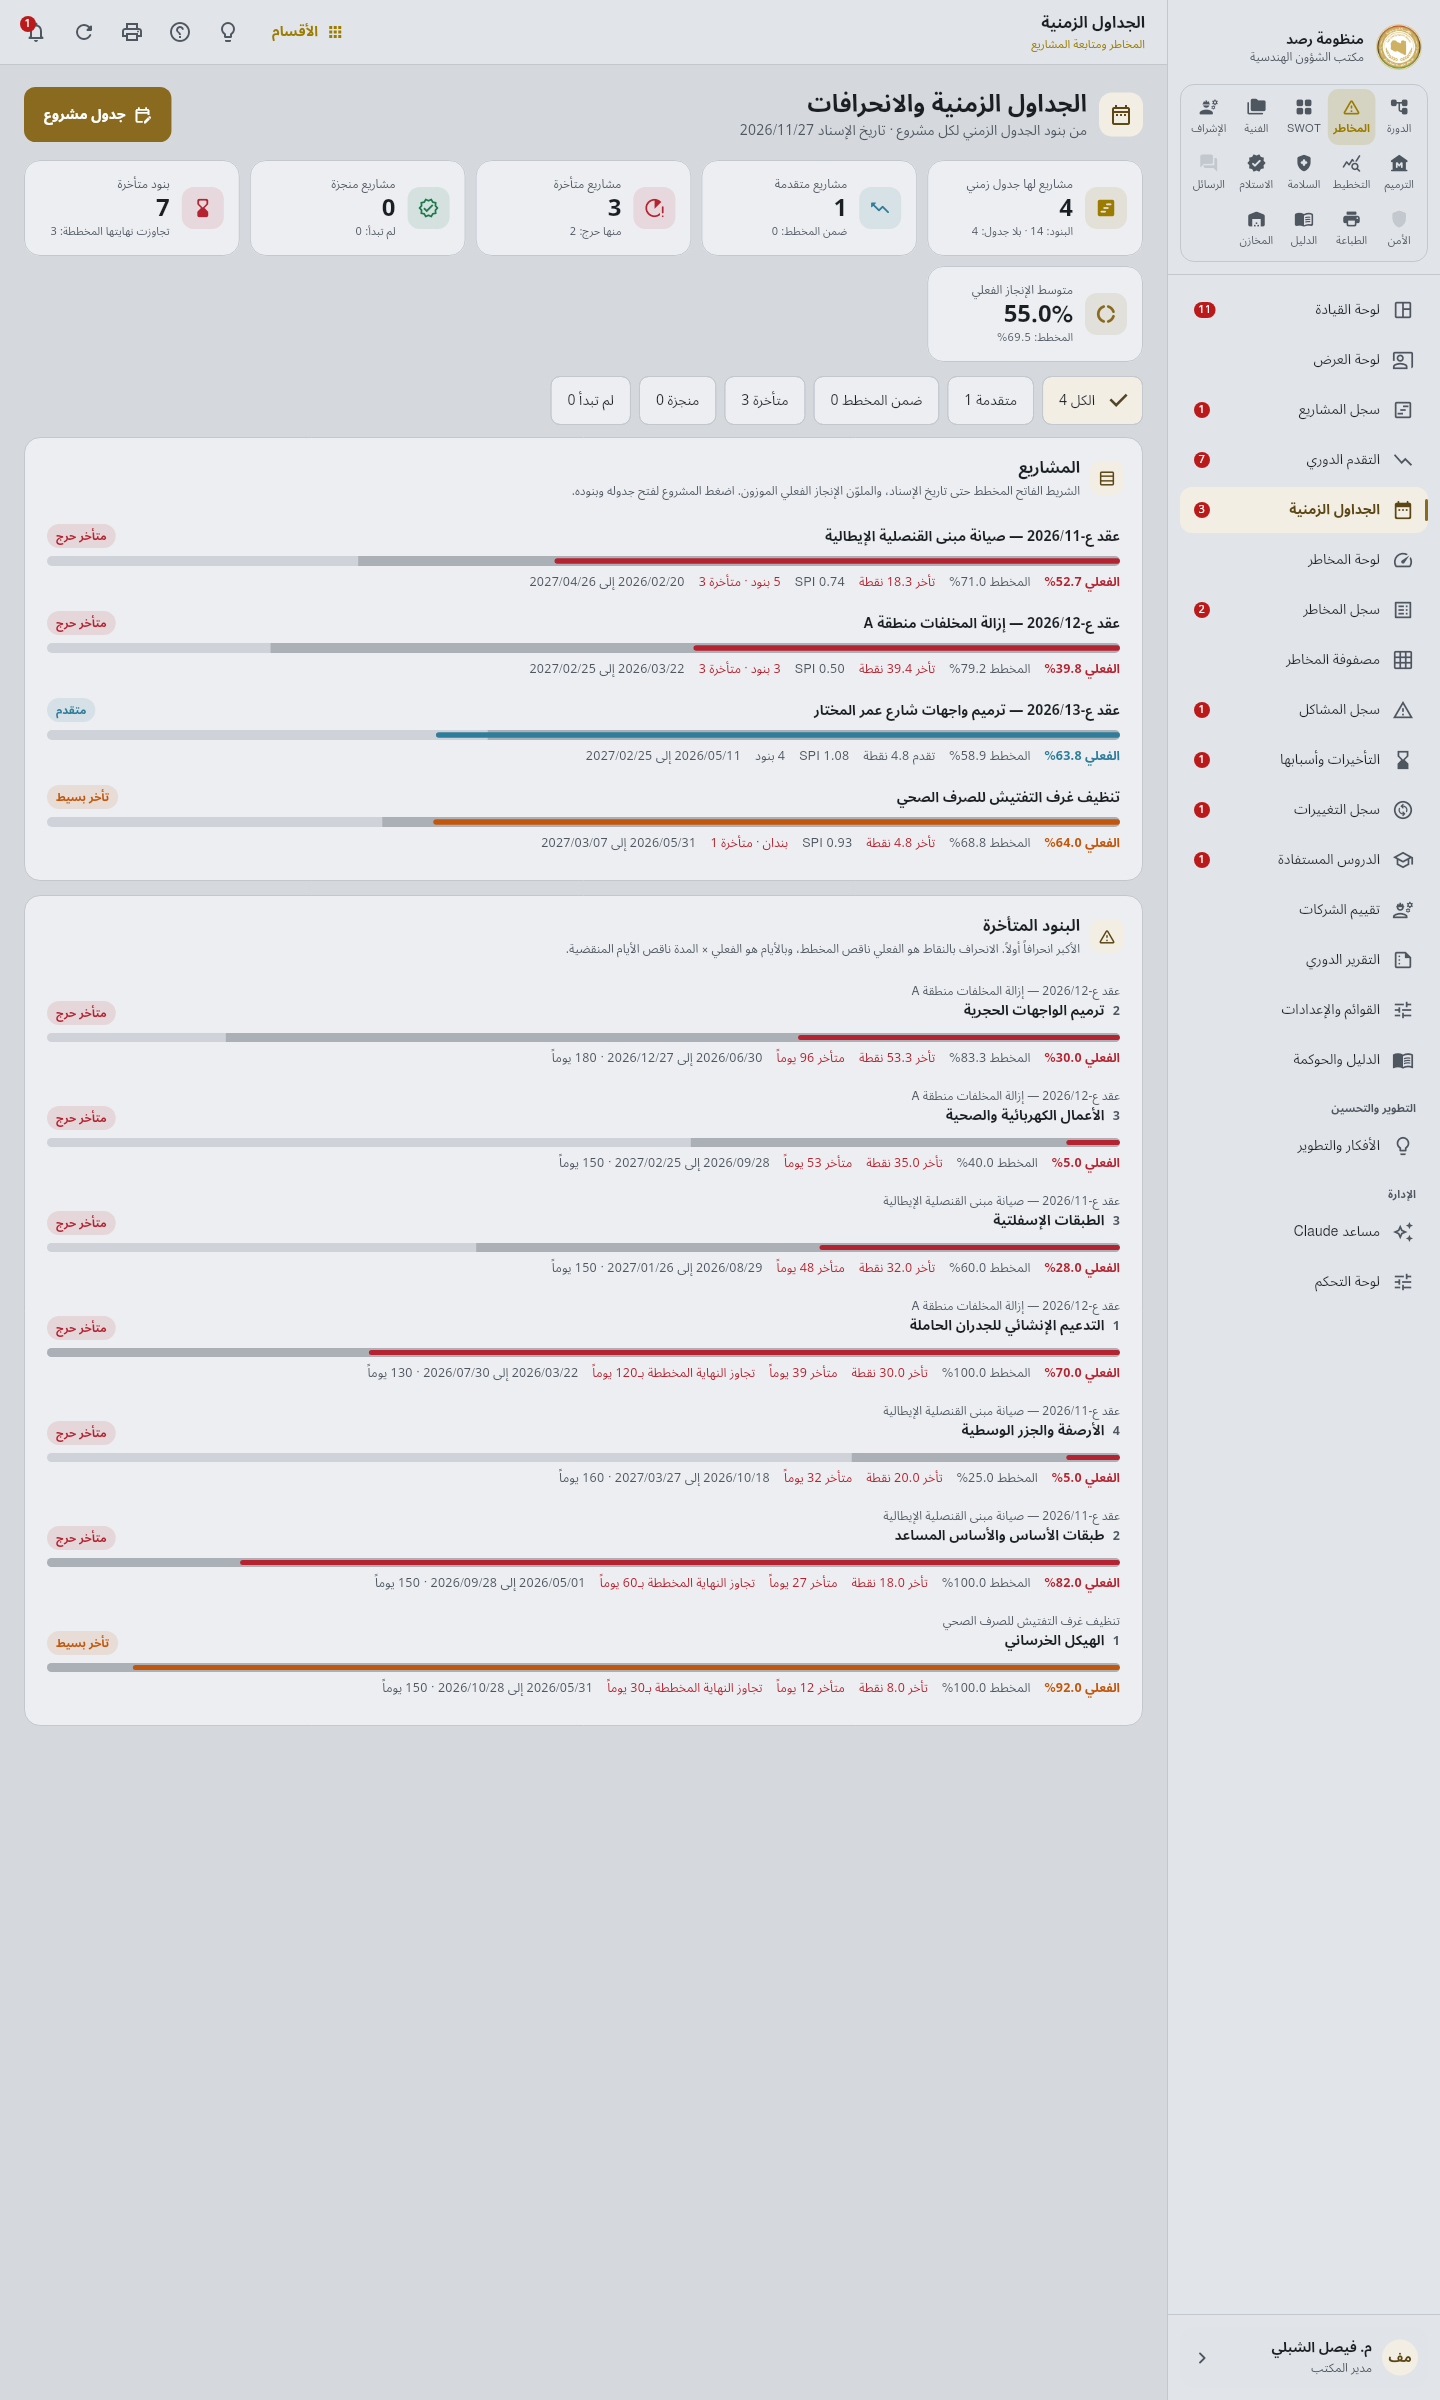 منظومة رصد
مكتب الشؤون الهندسية
الدورة
المخاطر
SWOT
الفنية
الإشراف
الترميم
التخطيط
السلامة
الاستلام
الرسائل
الأمن
الطباعة
الدليل
المخازن
لوحة القيادة 11
لوحة العرض
سجل المشاريع 1
التقدم الدوري 7
الجداول الزمنية 3
لوحة المخاطر
سجل المخاطر 2
مصفوفة المخاطر
سجل المشاكل 1
التأخيرات وأسبابها 1
سجل التغييرات 1
الدروس المستفادة 1
تقييم الشركات
التقرير الدوري
القوائم والإعدادات
الدليل والحوكمة
التطوير والتحسين
الأفكار والتطوير
الإدارة
مساعد Claude
لوحة التحكم
مف
م. فيصل الشبلي
مدير المكتب
الجداول الزمنية
المخاطر ومتابعة المشاريع
الأقسام
1
الجداول الزمنية والانحرافات
من بنود الجدول الزمني لكل مشروع · تاريخ الإسناد 2026/11/27
جدول مشروع
مشاريع لها جدول زمني
4
البنود: 14 · بلا جدول: 4
مشاريع متقدمة
1
ضمن المخطط: 0
مشاريع متأخرة
3
منها حرج: 2
مشاريع منجزة
0
لم تبدأ: 0
بنود متأخرة
7
تجاوزت نهايتها المخططة: 3
متوسط الإنجاز الفعلي
55.0%
المخطط: 69.5%
الكل 4
متقدمة 1
ضمن المخطط 0
متأخرة 3
منجزة 0
لم تبدأ 0
المشاريع
الشريط الفاتح المخطط حتى تاريخ الإسناد، والملوّن الإنجاز الفعلي الموزون. اضغط المشروع لفتح جدوله وبنوده.
عقد ع-2026/11 — صيانة مبنى القنصلية الإيطالية
متأخر حرج
الفعلي 52.7% المخطط 71.0% تأخر 18.3 نقطة SPI 0.74 5 بنود · متأخرة 3 2026/02/20 إلى 2027/04/26
عقد ع-2026/12 — إزالة المخلفات منطقة A
متأخر حرج
الفعلي 39.8% المخطط 79.2% تأخر 39.4 نقطة SPI 0.50 3 بنود · متأخرة 3 2026/03/22 إلى 2027/02/25
عقد ع-2026/13 — ترميم واجهات شارع عمر المختار
متقدم
الفعلي 63.8% المخطط 58.9% تقدم 4.8 نقطة SPI 1.08 4 بنود 2026/05/11 إلى 2027/02/25
تنظيف غرف التفتيش للصرف الصحي
تأخر بسيط
الفعلي 64.0% المخطط 68.8% تأخر 4.8 نقطة SPI 0.93 بندان · متأخرة 1 2026/05/31 إلى 2027/03/07
البنود المتأخرة
الأكبر انحرافاً أولاً. الانحراف بالنقاط هو الفعلي ناقص المخطط، وبالأيام هو الفعلي × المدة ناقص الأيام المنقضية.
عقد ع-2026/12 — إزالة المخلفات منطقة A
2 ترميم الواجهات الحجرية
متأخر حرج
الفعلي 30.0% المخطط 83.3% تأخر 53.3 نقطة متأخر 96 يوماً 2026/06/30 إلى 2026/12/27 · 180 يوماً
عقد ع-2026/12 — إزالة المخلفات منطقة A
3 الأعمال الكهربائية والصحية
متأخر حرج
الفعلي 5.0% المخطط 40.0% تأخر 35.0 نقطة متأخر 53 يوماً 2026/09/28 إلى 2027/02/25 · 150 يوماً
عقد ع-2026/11 — صيانة مبنى القنصلية الإيطالية
3 الطبقات الإسفلتية
متأخر حرج
الفعلي 28.0% المخطط 60.0% تأخر 32.0 نقطة متأخر 48 يوماً 2026/08/29 إلى 2027/01/26 · 150 يوماً
عقد ع-2026/12 — إزالة المخلفات منطقة A
1 التدعيم الإنشائي للجدران الحاملة
متأخر حرج
الفعلي 70.0% المخطط 100.0% تأخر 30.0 نقطة متأخر 39 يوماً تجاوز النهاية المخططة بـ120 يوماً 2026/03/22 إلى 2026/07/30 · 130 يوماً
عقد ع-2026/11 — صيانة مبنى القنصلية الإيطالية
4 الأرصفة والجزر الوسطية
متأخر حرج
الفعلي 5.0% المخطط 25.0% تأخر 20.0 نقطة متأخر 32 يوماً 2026/10/18 إلى 2027/03/27 · 160 يوماً
عقد ع-2026/11 — صيانة مبنى القنصلية الإيطالية
2 طبقات الأساس والأساس المساعد
متأخر حرج
الفعلي 82.0% المخطط 100.0% تأخر 18.0 نقطة متأخر 27 يوماً تجاوز النهاية المخططة بـ60 يوماً 2026/05/01 إلى 2026/09/28 · 150 يوماً
تنظيف غرف التفتيش للصرف الصحي
1 الهيكل الخرساني
تأخر بسيط
الفعلي 92.0% المخطط 100.0% تأخر 8.0 نقطة متأخر 12 يوماً تجاوز النهاية المخططة بـ30 يوماً 2026/05/31 إلى 2026/10/28 · 150 يوماً